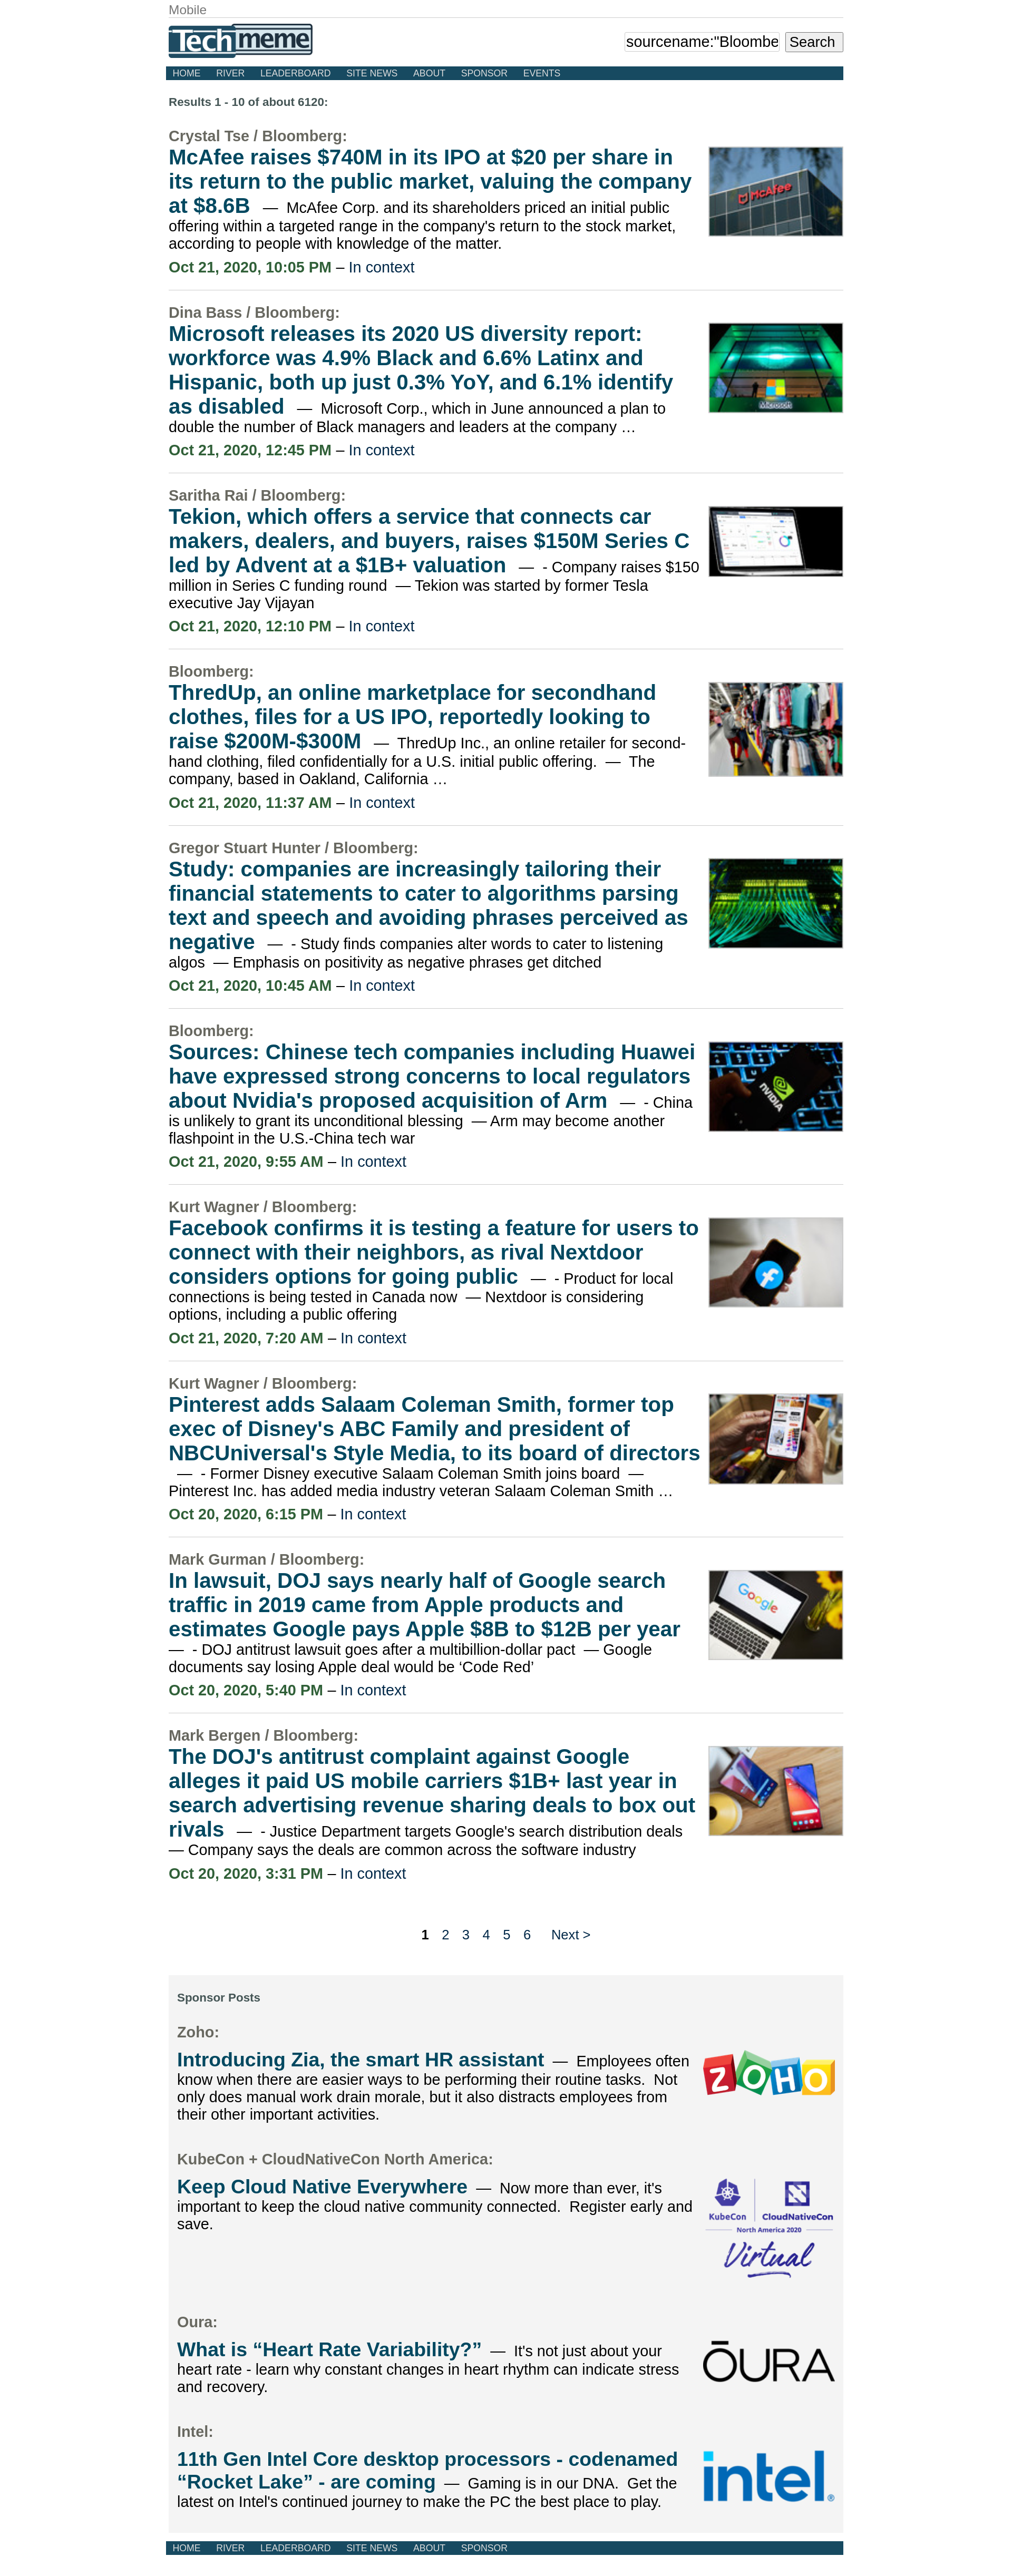 Mobile
Techmeme
sourcename:"Bloombe
Search
HOME RIVER LEADERBOARD SITE NEWS ABOUT SPONSOR EVENTS
Results 1 - 10 of about 6120:
Crystal Tse / Bloomberg:
McAfee raises $740M in its IPO at $20 per share in
its return to the public market, valuing the company
at $8.6B — McAfee Corp. and its shareholders priced an initial public
offering within a targeted range in the company's return to the stock market,
according to people with knowledge of the matter.
McAfee
Oct 21, 2020, 10:05 PM – In context
Dina Bass / Bloomberg:
Microsoft releases its 2020 US diversity report:
workforce was 4.9% Black and 6.6% Latinx and
Hispanic, both up just 0.3% YoY, and 6.1% identify
as disabled — Microsoft Corp., which in June announced a plan to
double the number of Black managers and leaders at the company …
Microsoft
Oct 21, 2020, 12:45 PM – In context
Saritha Rai / Bloomberg:
Tekion, which offers a service that connects car
makers, dealers, and buyers, raises $150M Series C
led by Advent at a $1B+ valuation — - Company raises $150
million in Series C funding round — Tekion was started by former Tesla
executive Jay Vijayan
Oct 21, 2020, 12:10 PM – In context
Bloomberg:
ThredUp, an online marketplace for secondhand
clothes, files for a US IPO, reportedly looking to
raise $200M-$300M — ThredUp Inc., an online retailer for second-
hand clothing, filed confidentially for a U.S. initial public offering. — The
company, based in Oakland, California …
Oct 21, 2020, 11:37 AM – In context
Gregor Stuart Hunter / Bloomberg:
Study: companies are increasingly tailoring their
financial statements to cater to algorithms parsing
text and speech and avoiding phrases perceived as
negative — - Study finds companies alter words to cater to listening
algos — Emphasis on positivity as negative phrases get ditched
Oct 21, 2020, 10:45 AM – In context
Bloomberg:
Sources: Chinese tech companies including Huawei
have expressed strong concerns to local regulators
about Nvidia's proposed acquisition of Arm — - China
is unlikely to grant its unconditional blessing — Arm may become another
flashpoint in the U.S.-China tech war
NVIDIA
Oct 21, 2020, 9:55 AM – In context
Kurt Wagner / Bloomberg:
Facebook confirms it is testing a feature for users to
connect with their neighbors, as rival Nextdoor
considers options for going public — - Product for local
connections is being tested in Canada now — Nextdoor is considering
options, including a public offering
Oct 21, 2020, 7:20 AM – In context
Kurt Wagner / Bloomberg:
Pinterest adds Salaam Coleman Smith, former top
exec of Disney's ABC Family and president of
NBCUniversal's Style Media, to its board of directors
— - Former Disney executive Salaam Coleman Smith joins board —
Pinterest Inc. has added media industry veteran Salaam Coleman Smith …
Oct 20, 2020, 6:15 PM – In context
Mark Gurman / Bloomberg:
In lawsuit, DOJ says nearly half of Google search
traffic in 2019 came from Apple products and
estimates Google pays Apple $8B to $12B per year
— - DOJ antitrust lawsuit goes after a multibillion-dollar pact — Google
documents say losing Apple deal would be ‘Code Red’
Google
Oct 20, 2020, 5:40 PM – In context
Mark Bergen / Bloomberg:
The DOJ's antitrust complaint against Google
alleges it paid US mobile carriers $1B+ last year in
search advertising revenue sharing deals to box out
rivals — - Justice Department targets Google's search distribution deals
— Company says the deals are common across the software industry
Oct 20, 2020, 3:31 PM – In context
1 2 3 4 5 6 Next >
Sponsor Posts
Zoho:
Introducing Zia, the smart HR assistant — Employees often
know when there are easier ways to be performing their routine tasks. Not
only does manual work drain morale, but it also distracts employees from
their other important activities.
ZOHO
KubeCon + CloudNativeCon North America:
Keep Cloud Native Everywhere — Now more than ever, it's
important to keep the cloud native community connected. Register early and
save.
KubeCon CloudNativeCon
North America 2020
Virtual
Oura:
What is “Heart Rate Variability?” — It's not just about your
heart rate - learn why constant changes in heart rhythm can indicate stress
and recovery.
ŌURA
Intel:
11th Gen Intel Core desktop processors - codenamed
“Rocket Lake” - are coming — Gaming is in our DNA. Get the
latest on Intel's continued journey to make the PC the best place to play.
intel®
HOME RIVER LEADERBOARD SITE NEWS ABOUT SPONSOR